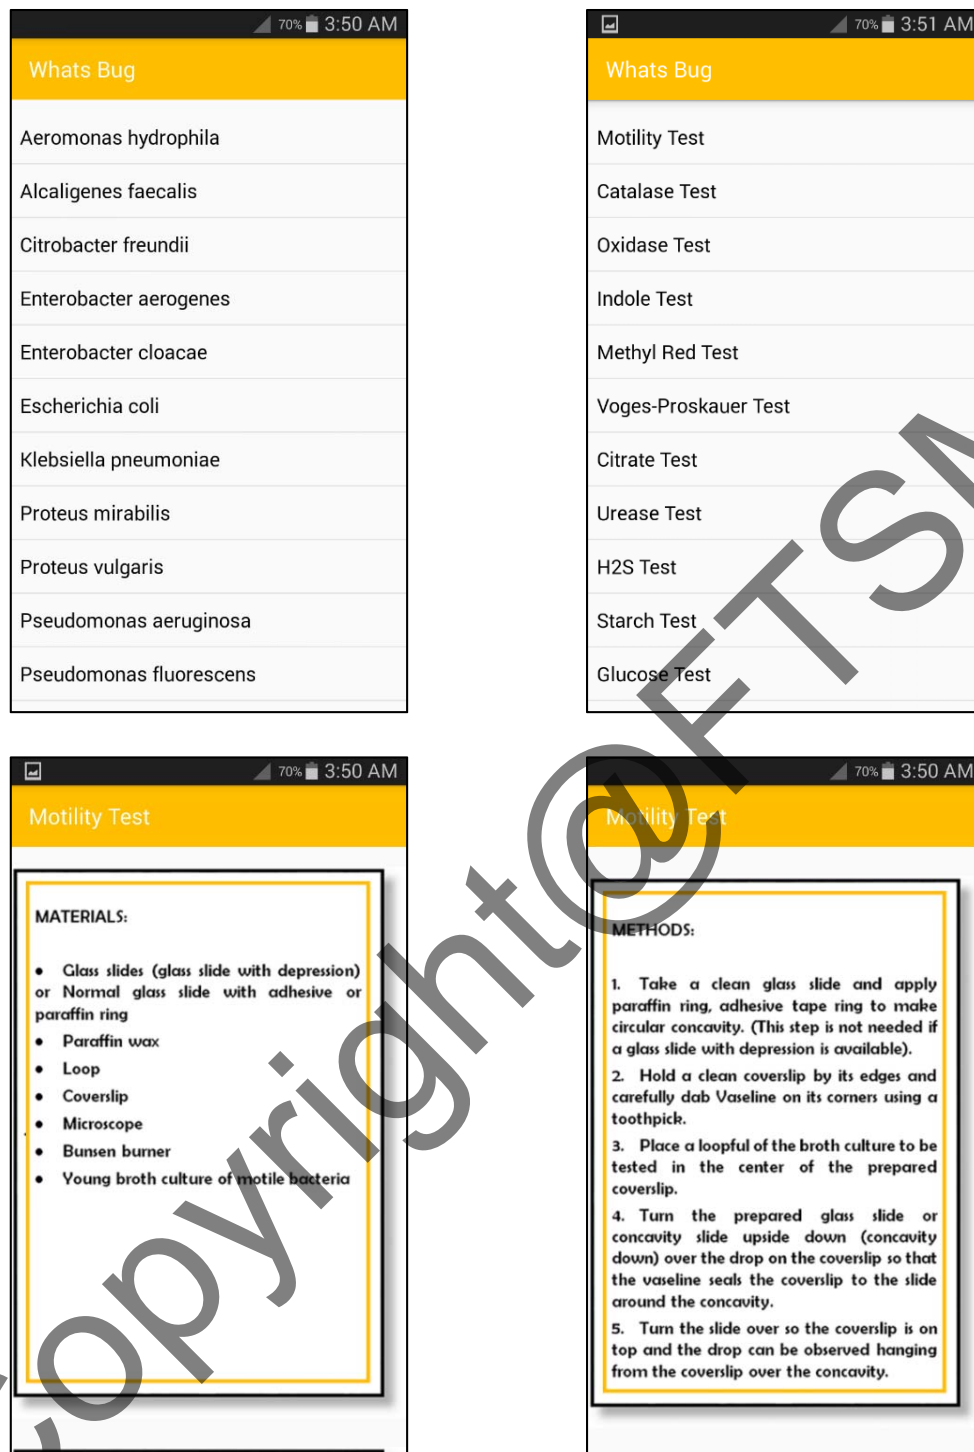 70% 3:50 AM
Whats Bug
Aeromonas hydrophila
Alcaligenes faecalis
Citrobacter freundii
Enterobacter aerogenes
Enterobacter cloacae
Escherichia coli
Klebsiella pneumoniae
Proteus mirabilis
Proteus vulgaris
Pseudomonas aeruginosa
Pseudomonas fluorescens
70% 3:51 AM
Whats Bug
Motility Test
Catalase Test
Oxidase Test
Indole Test
Methyl Red Test
Voges-Proskauer Test
Citrate Test
Urease Test
H2S Test
Starch Test
Glucose Test
70% 3:50 AM
Motility Test
MATERIALS:
• Glass slides (glass slide with depression)
or Normal glass slide with adhesive or
paraffin ring
• Paraffin wax
• Loop
• Coverslip
• Microscope
• Bunsen burner
• Young broth culture of motile bacteria
70% 3:50 AM
Motility Test
METHODS:
1. Take a clean glass slide and apply
paraffin ring, adhesive tape ring to make
circular concavity. (This step is not needed if
a glass slide with depression is available).
2. Hold a clean coverslip by its edges and
carefully dab Vaseline on its corners using a
toothpick.
3. Place a loopful of the broth culture to be
tested in the center of the prepared
coverslip.
4. Turn the prepared glass slide or
concavity slide upside down (concavity
down) over the drop on the coverslip so that
the vaseline seals the coverslip to the slide
around the concavity.
5. Turn the slide over so the coverslip is on
top and the drop can be observed hanging
from the coverslip over the concavity.
copyright@FTSM